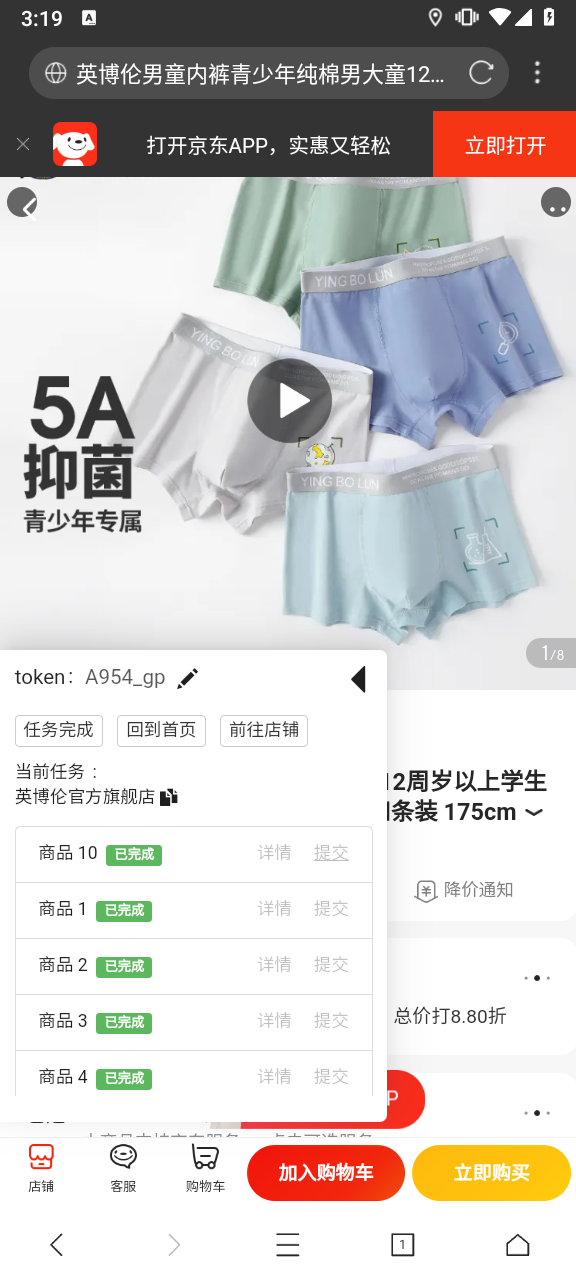 3:19
英博伦男童内裤青少年纯棉男大童12...
打开京东APP，实惠又轻松
立即打开
YING BO LUN
YING BO LUN
YING BO LUN
5A
抑菌
青少年专属
1/8
token： A954_gp
任务完成 回到首页 前往店铺
当前任务 ：
英博伦官方旗舰店
12周岁以上学生
条装 175cm
降价通知
商品 10 已完成 详情 提交
商品 1 已完成 详情 提交
商品 2 已完成 详情 提交
总价打8.80折
商品 3 已完成 详情 提交
商品 4 已完成 详情 提交
P
店铺
客服
购物车
加入购物车
立即购买
1